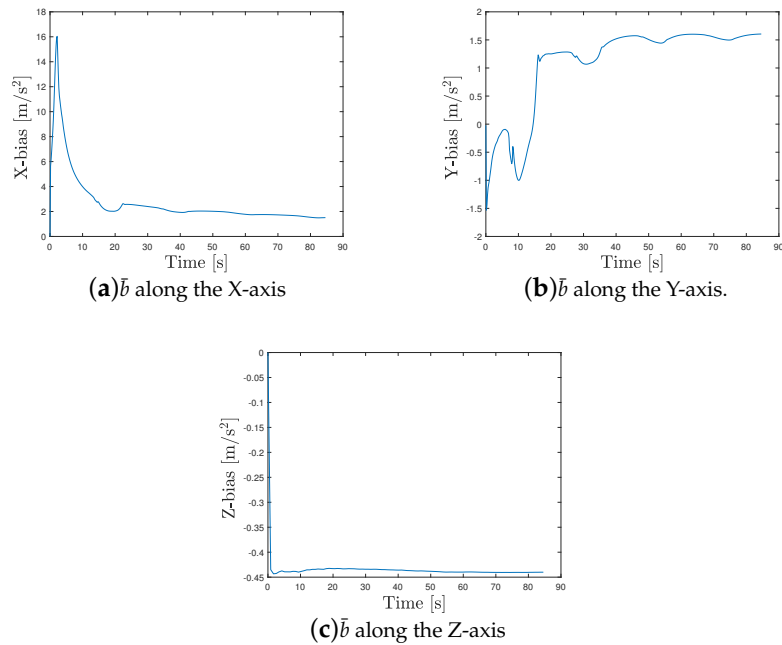 18
16
14
12
10
8
6
4
2
0
X-bias [m/s²]
0 10 20 30 40 50 60 70 80 90
Time [s]
(a) b̄ along the X-axis
2
1.5
1
0.5
0
-0.5
-1
-1.5
-2
Y-bias [m/s²]
0 10 20 30 40 50 60 70 80 90
Time [s]
(b) b̄ along the Y-axis.
0
-0.05
-0.1
-0.15
-0.2
-0.25
-0.3
-0.35
-0.4
-0.45
Z-bias [m/s²]
0 10 20 30 40 50 60 70 80 90
Time [s]
(c) b̄ along the Z-axis